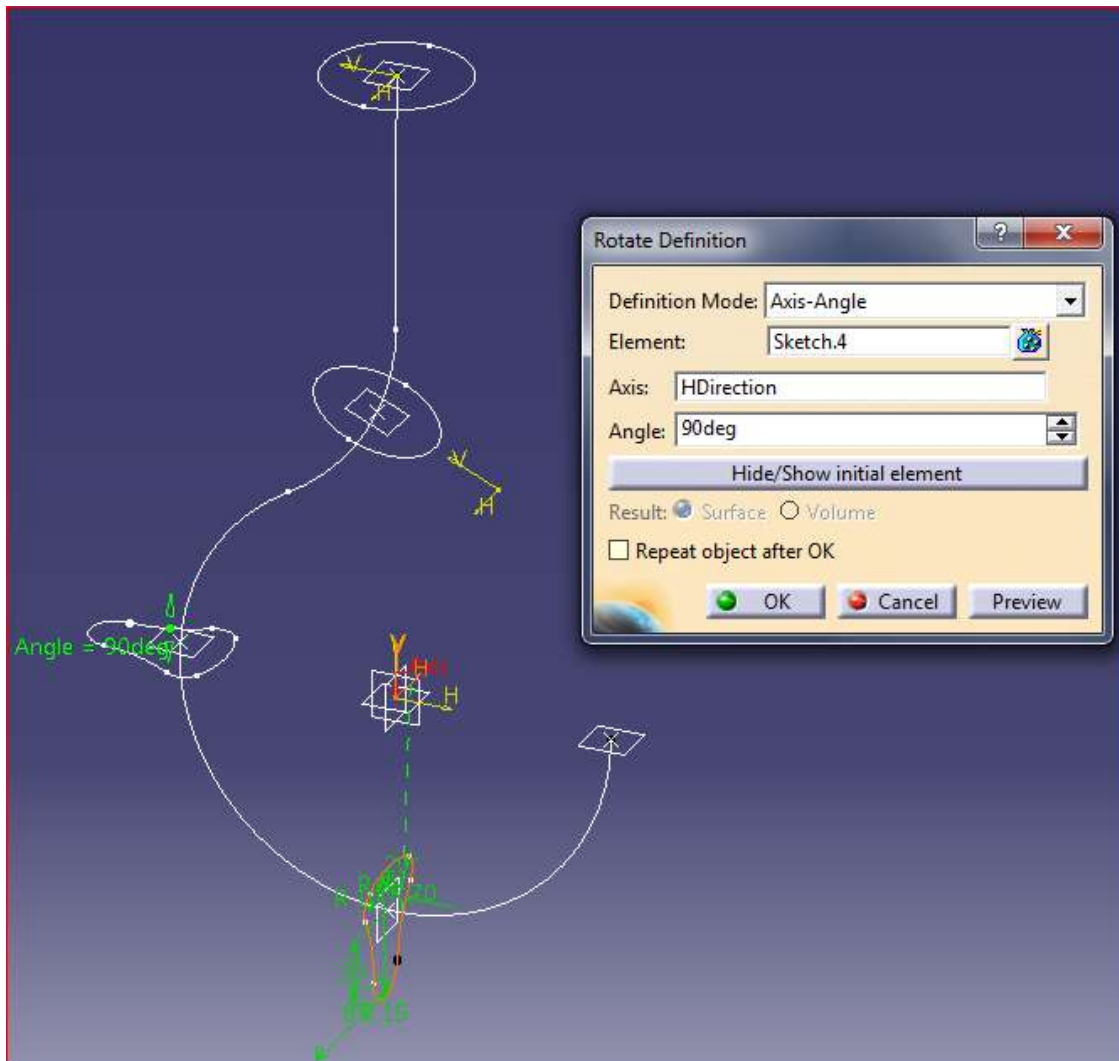 V
H
Rotate Definition
Definition Mode: Axis-Angle
Element: Sketch.4
Axis: HDirection
Angle: 90deg
Hide/Show initial element
Result: Surface Volume
Repeat object after OK
OK Cancel Preview
V
H
Angle = 90deg
V
H
H